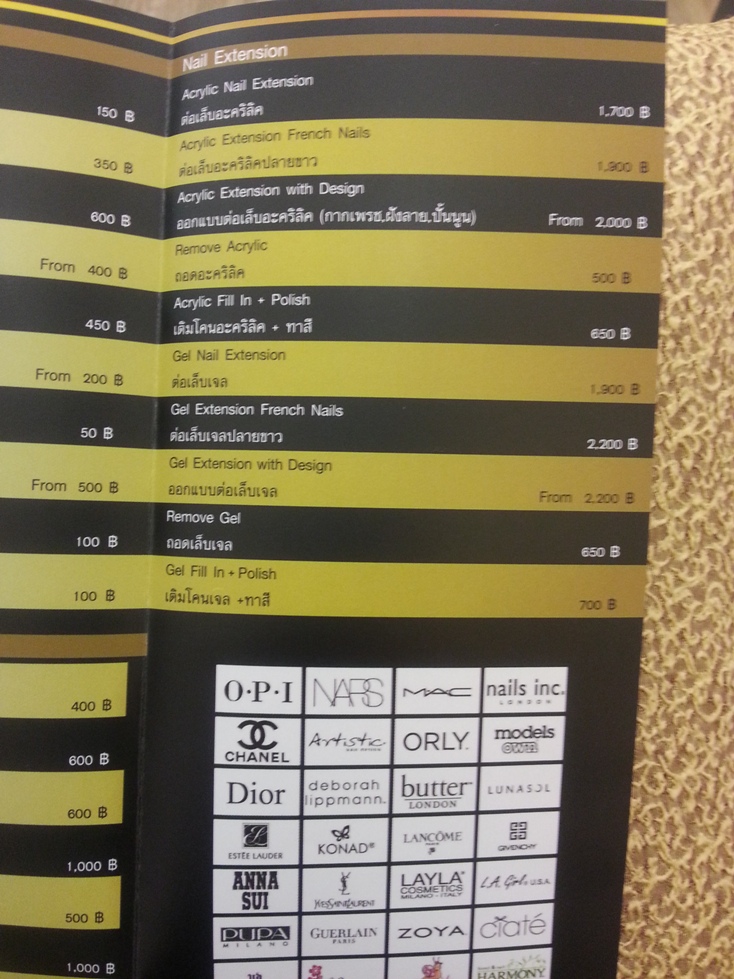 150 ฿
350 ฿
600 ฿
From 400 ฿
450 ฿
From 200 ฿
50 ฿
From 500 ฿
100 ฿
100 ฿
400 ฿
600 ฿
600 ฿
1,000 ฿
500 ฿
1,000 ฿
Nail Extension
Acrylic Nail Extension
ต่อเล็บอะคริลิค 1,700 ฿
Acrylic Extension French Nails
ต่อเล็บอะคริลิคปลายขาว 1,900 ฿
Acrylic Extension with Design
ออกแบบต่อเล็บอะคริลิค (กากเพรช,ฝังลาย,ปั้นนูน) From 2,000 ฿
Remove Acrylic
ถอดอะคริลิค 500 ฿
Acrylic Fill In + Polish
เติมโคนอะคริลิค + ทาสี 650 ฿
Gel Nail Extension
ต่อเล็บเจล 1,900 ฿
Gel Extension French Nails
ต่อเล็บเจลปลายขาว 2,200 ฿
Gel Extension with Design
ออกแบบต่อเล็บเจล From 2,200 ฿
Remove Gel
ถอดเล็บเจล 650 ฿
Gel Fill In + Polish
เติมโคนเจล +ทาสี 700 ฿
O·P·I NARS MAC nails inc.
LONDON
CHANEL Artistic ORLY models
OWN
Dior deborah lippmann. butter LONDON LUNASOL
ESTĒE LAUDER KONAD® LANCÔME PARIS GIVENCHY
ANNA SUI YVESSAINTLAURENT LAYLA® COSMETICS MILANO - ITALY L.A. Girl U.S.A.
PUPA MILANO GUERLAIN PARIS ZOYA ciaté
HARMONY